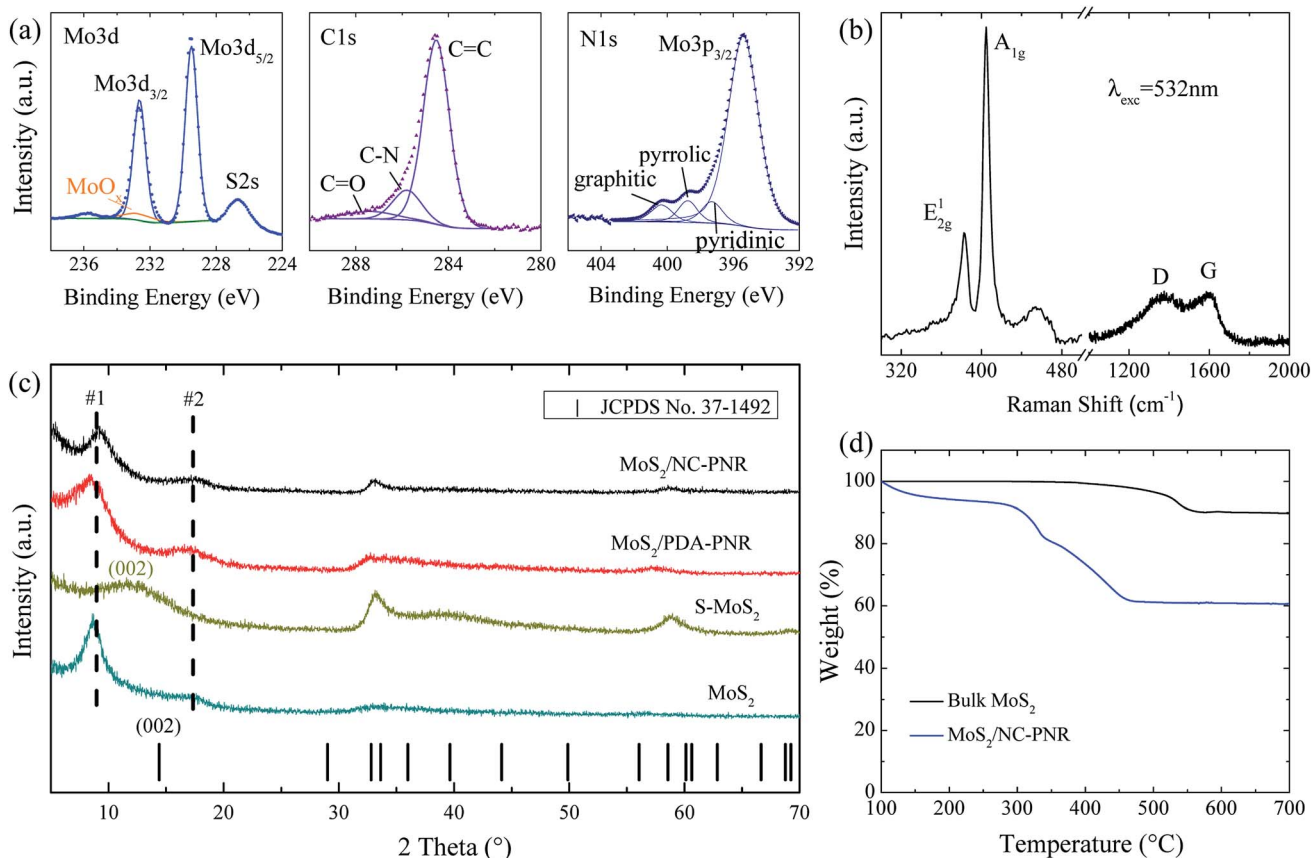 (a)
Mo3d
Mo3d₅/₂
Mo3d₃/₂
MoOₓ
S2s
Intensity (a.u.)
236 232 228 224
Binding Energy (eV)
C1s
C=C
C-N
C=O
288 284 280
Binding Energy (eV)
N1s
Mo3p₃/₂
pyrrolic
graphitic
pyridinic
404 400 396 392
Binding Energy (eV)
(b)
A₁g
λexc=532nm
E¹₂g
D
G
Intensity (a.u.)
320 400 480 1200 1600 2000
Raman Shift (cm⁻¹)
(c)
#1
#2
JCPDS No. 37-1492
MoS₂/NC-PNR
MoS₂/PDA-PNR
(002)
S-MoS₂
MoS₂
(002)
Intensity (a.u.)
10 20 30 40 50 60 70
2 Theta (°)
(d)
100
80
60
40
20
0
Weight (%)
Bulk MoS₂
MoS₂/NC-PNR
100 200 300 400 500 600 700
Temperature (°C)